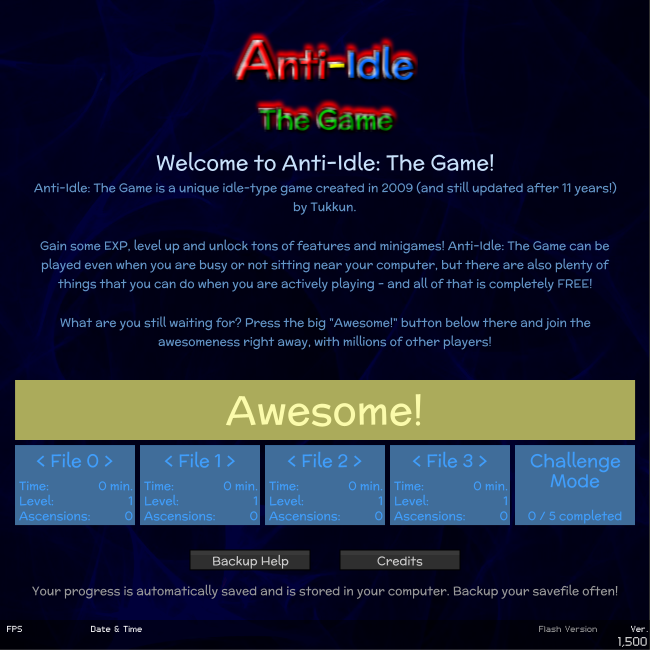 Anti-Idle
The Game
Welcome to Anti-Idle: The Game!
Anti-Idle: The Game is a unique idle-type game created in 2009 (and still updated after 11 years!)
by Tukkun.
Gain some EXP, level up and unlock tons of features and minigames! Anti-Idle: The Game can be
played even when you are busy or not sitting near your computer, but there are also plenty of
things that you can do when you are actively playing - and all of that is completely FREE!
What are you still waiting for? Press the big "Awesome!" button below there and join the
awesomeness right away, with millions of other players!
Awesome!
< File 0 >
Time: 0 min.
Level: 1
Ascensions: 0
< File 1 >
Time: 0 min.
Level: 1
Ascensions: 0
< File 2 >
Time: 0 min.
Level: 1
Ascensions: 0
< File 3 >
Time: 0 min.
Level: 1
Ascensions: 0
Challenge
Mode
0 / 5 completed
Backup Help
Credits
Your progress is automatically saved and is stored in your computer. Backup your savefile often!
FPS Date & Time Flash Version Ver.
1,500